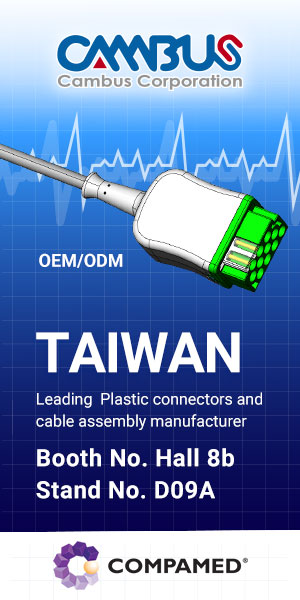 CAMBUS
Cambus Corporation
OEM/ODM
TAIWAN
Leading Plastic connectors and
cable assembly manufacturer
Booth No. Hall 8b
Stand No. D09A
COMPAMED®